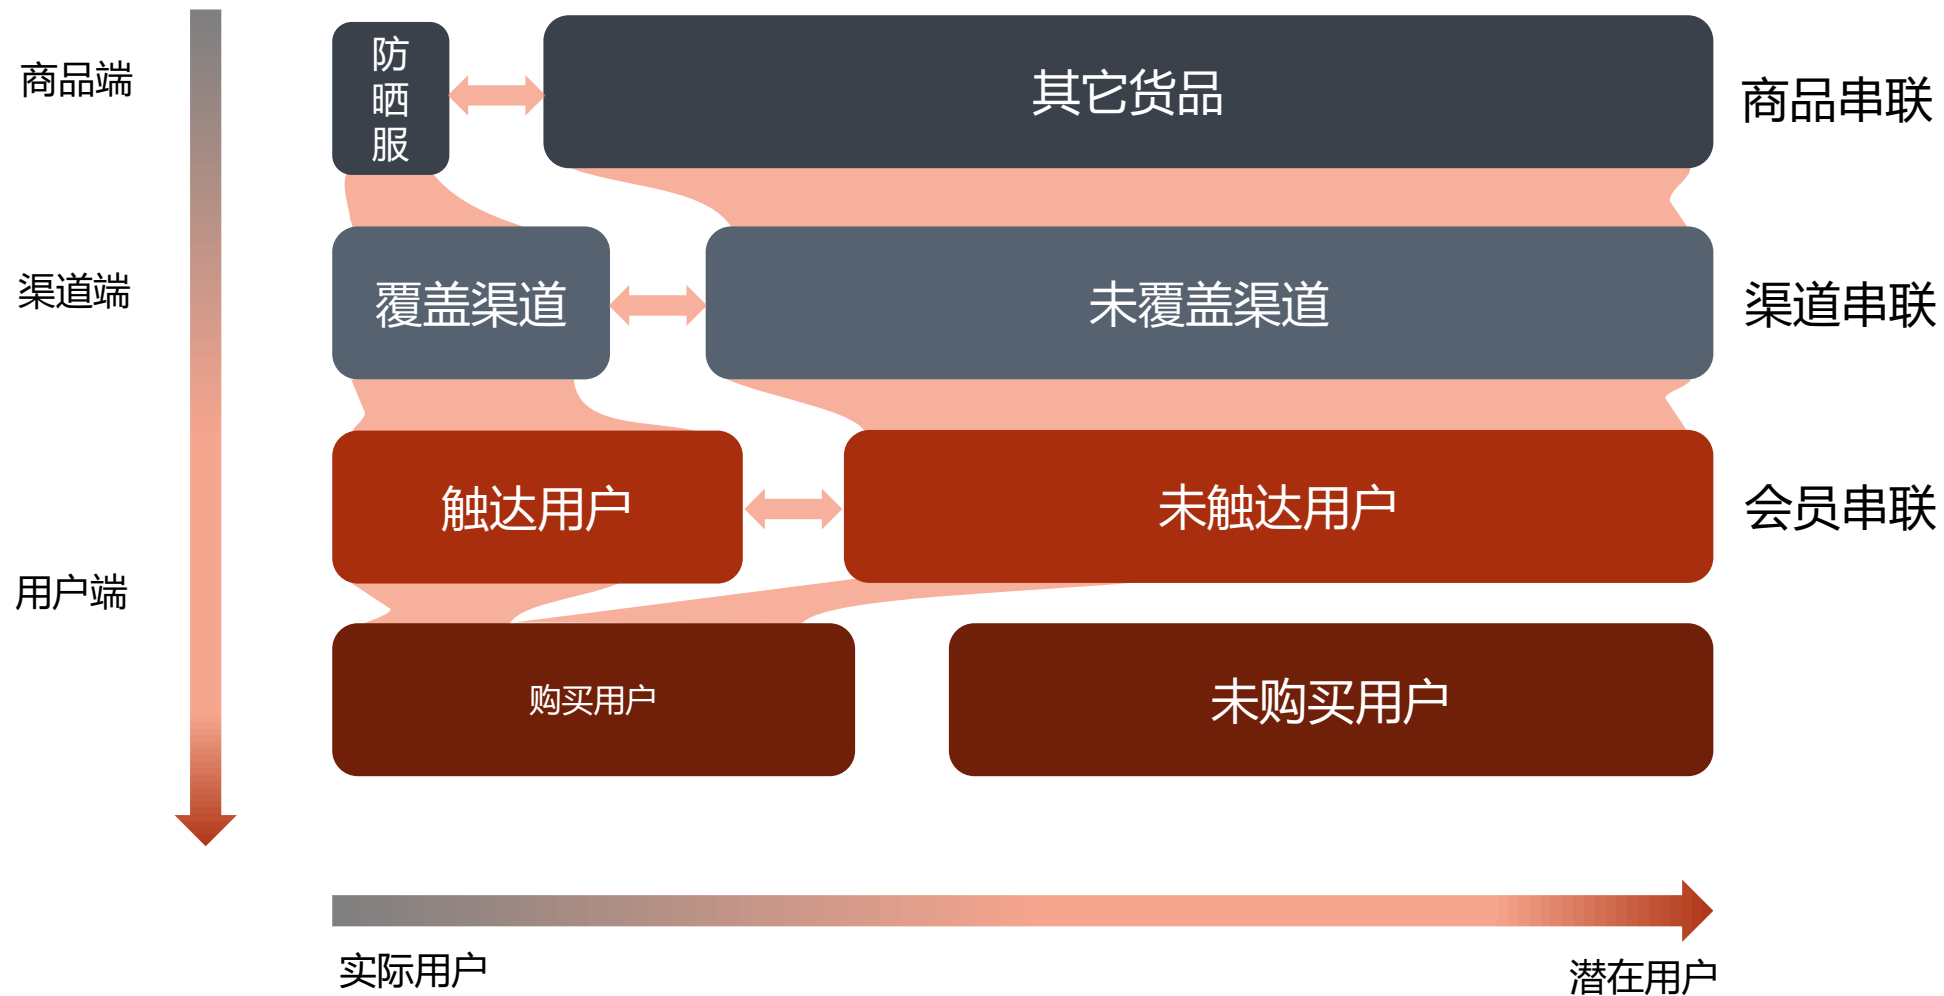 商品端
防
晒
服
其它货品
商品串联
渠道端
覆盖渠道
未覆盖渠道
渠道串联
触达用户
未触达用户
会员串联
用户端
购买用户
未购买用户
实际用户
潜在用户